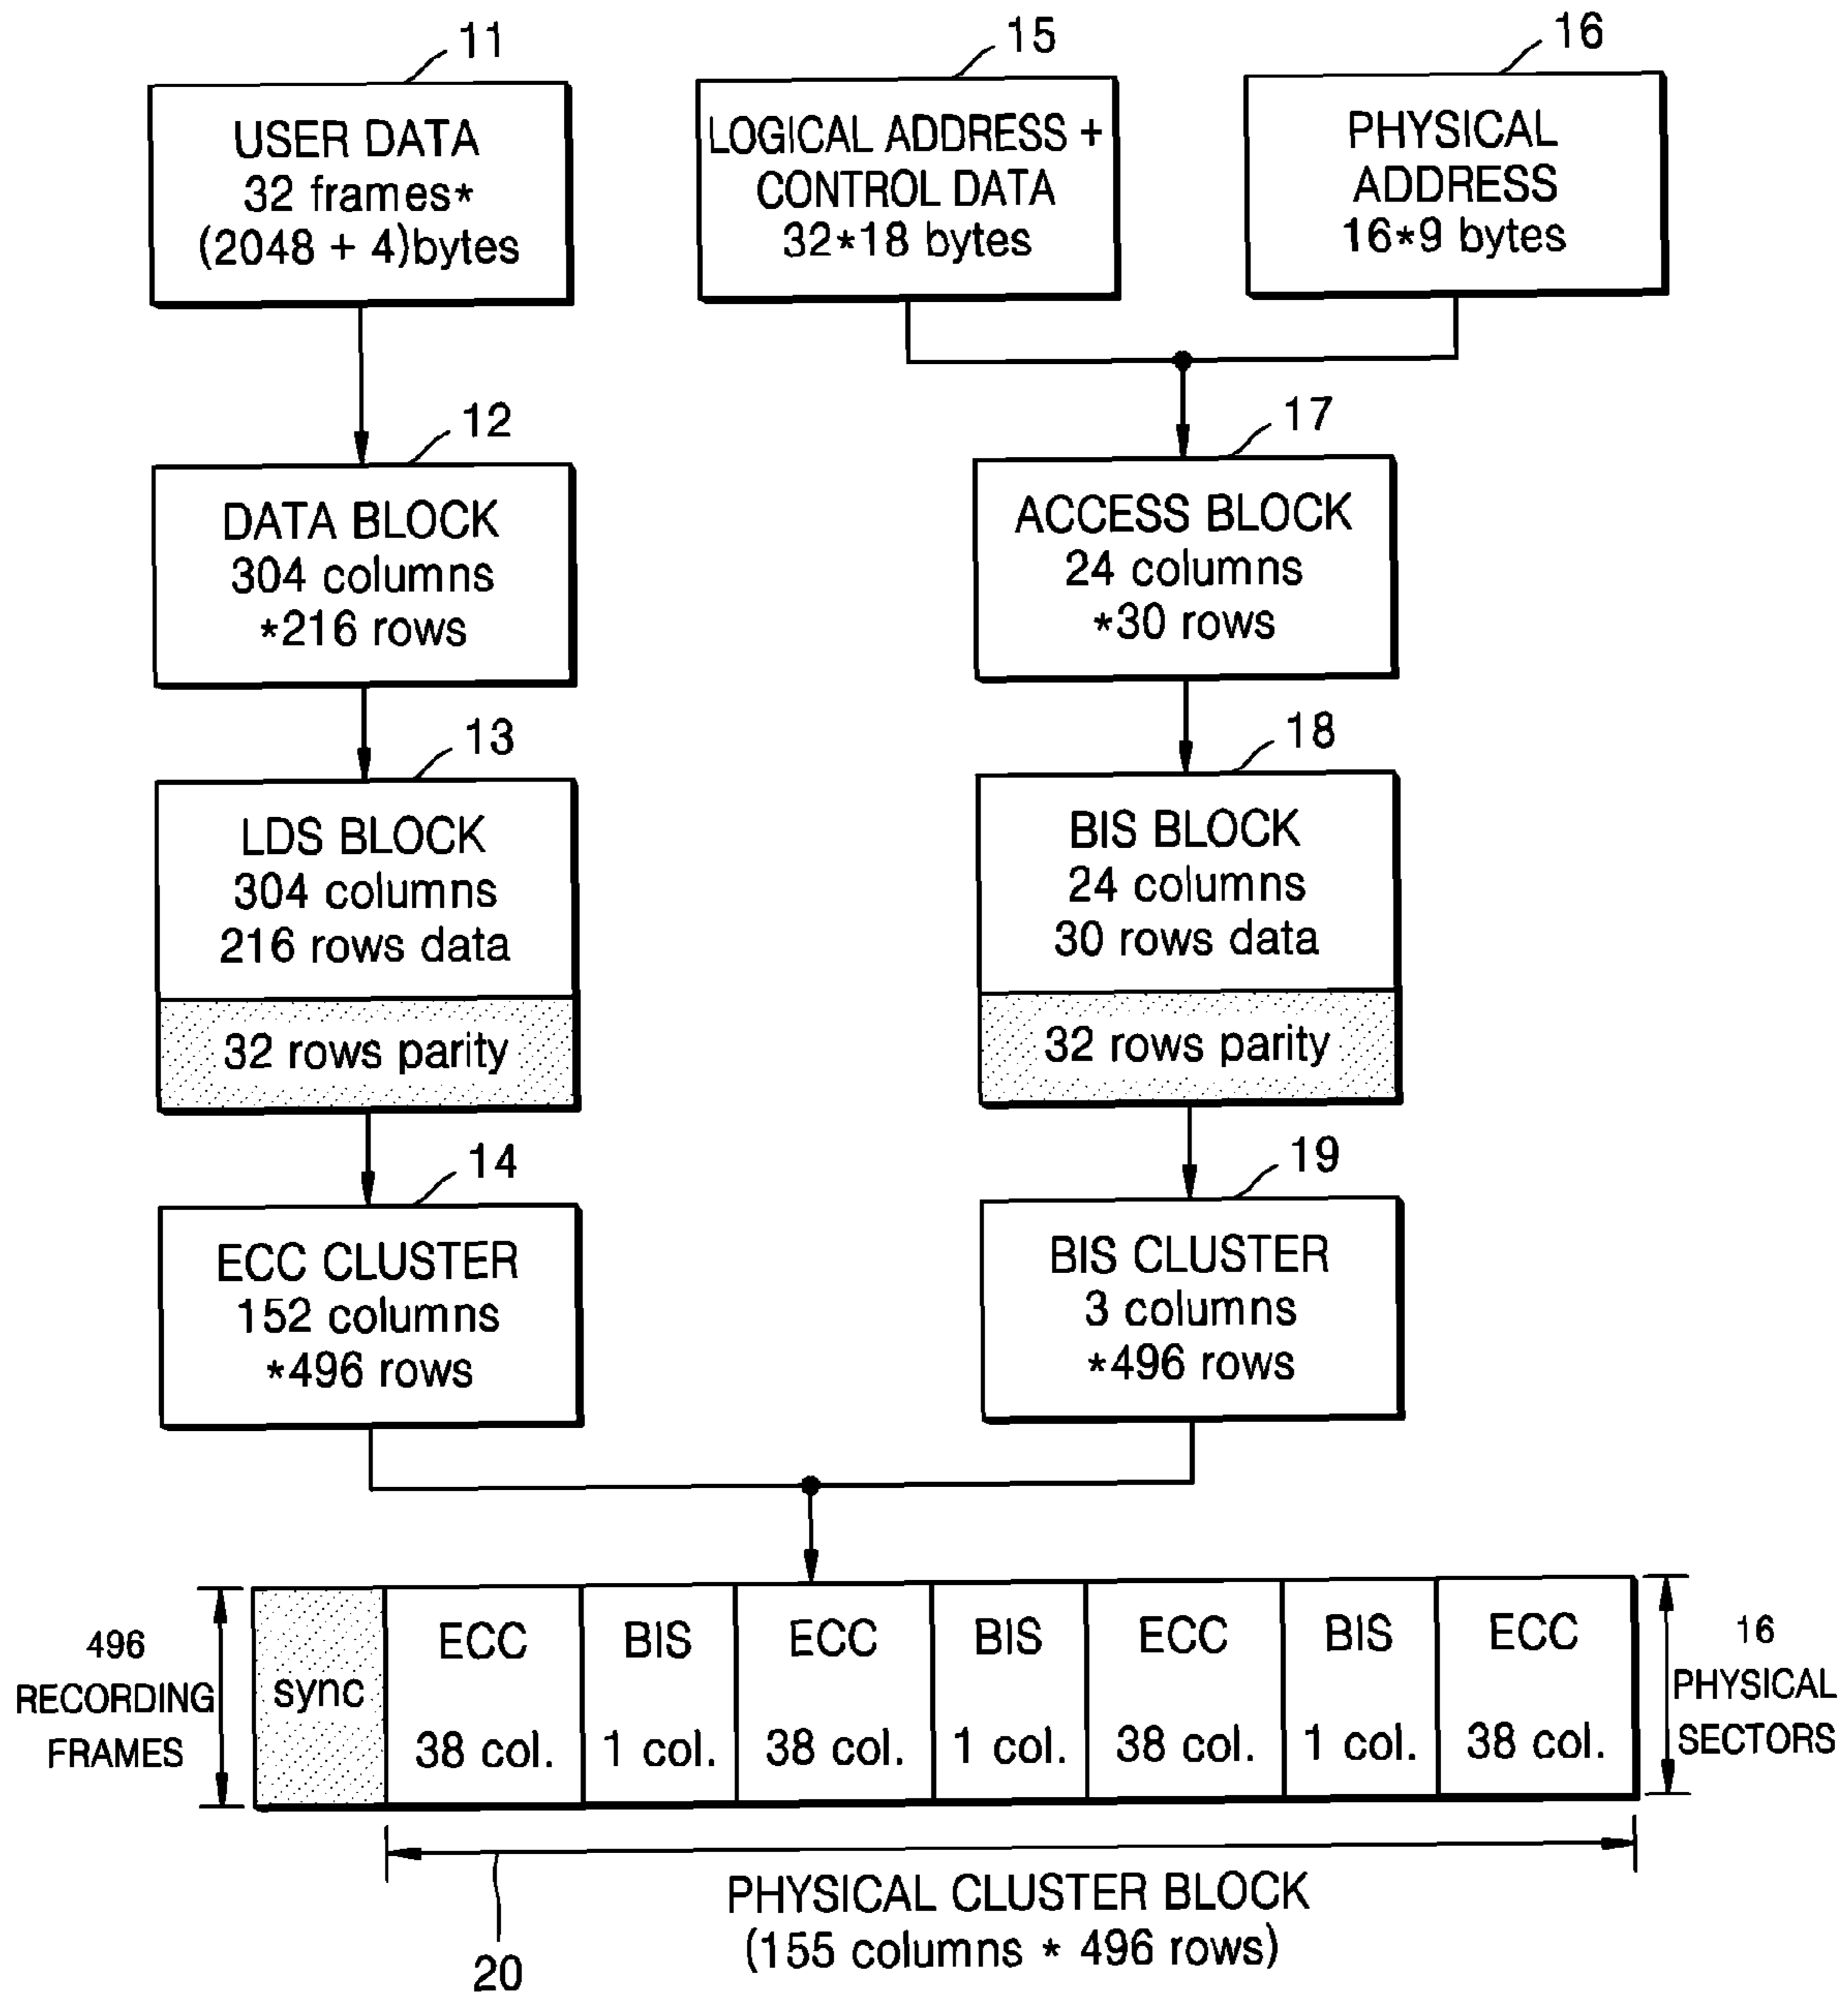 11
USER DATA
32 frames*
(2048 + 4)bytes
15
LOGICAL ADDRESS +
CONTROL DATA
32*18 bytes
16
PHYSICAL
ADDRESS
16*9 bytes
12
DATA BLOCK
304 columns
*216 rows
17
ACCESS BLOCK
24 columns
*30 rows
13
LDS BLOCK
304 columns
216 rows data
32 rows parity
18
BIS BLOCK
24 columns
30 rows data
32 rows parity
14
ECC CLUSTER
152 columns
*496 rows
19
BIS CLUSTER
3 columns
*496 rows
496
RECORDING
FRAMES
sync
ECC
38 col.
BIS
1 col.
ECC
38 col.
BIS
1 col.
ECC
38 col.
BIS
1 col.
ECC
38 col.
16
PHYSICAL
SECTORS
20
PHYSICAL CLUSTER BLOCK
(155 columns * 496 rows)